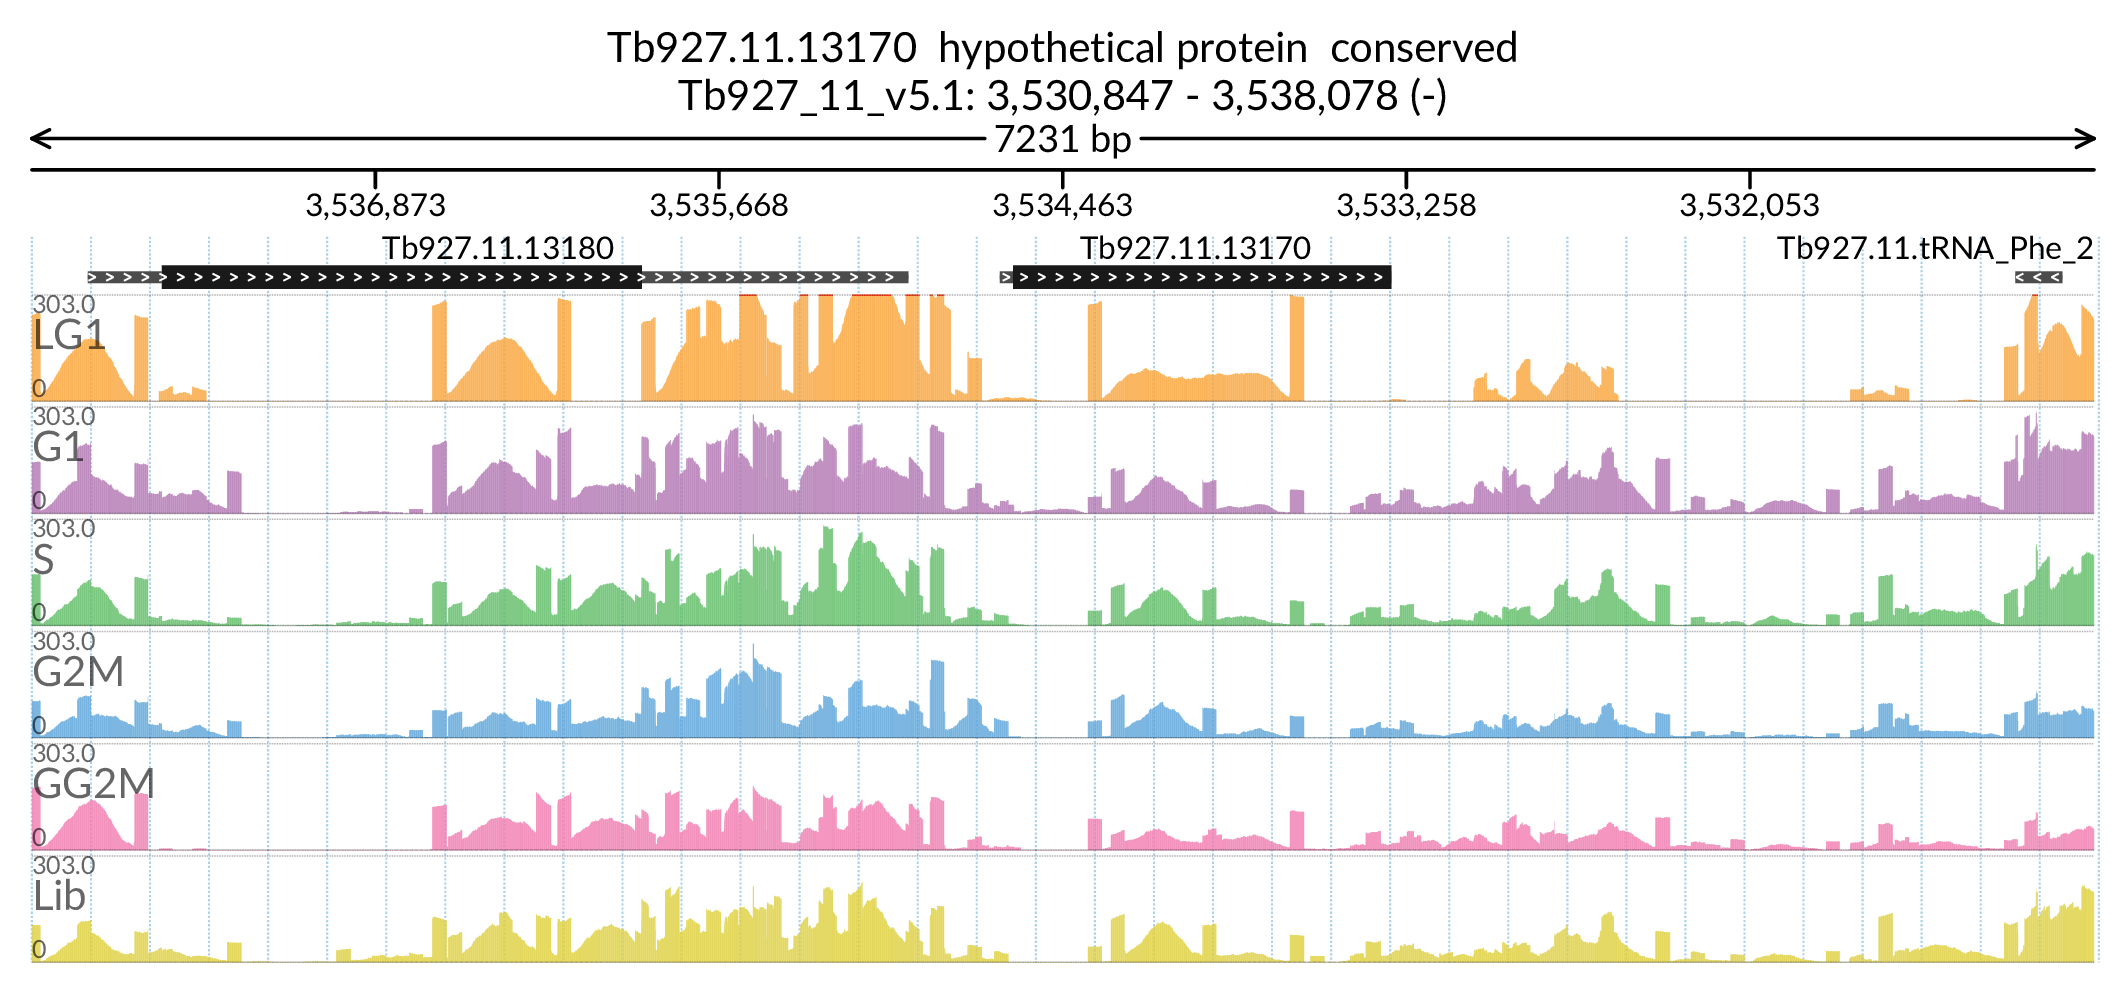 Tb927.11.13170  hypothetical protein  conserved
Tb927_11_v5.1: 3,530,847 - 3,538,078 (-)
7231 bp
3,536,873 3,535,668 3,534,463 3,533,258 3,532,053
Tb927.11.13180 Tb927.11.13170 Tb927.11.tRNA_Phe_2
303.0
LG1
0
303.0
G1
0
303.0
S
0
303.0
G2M
0
303.0
GG2M
0
303.0
Lib
0